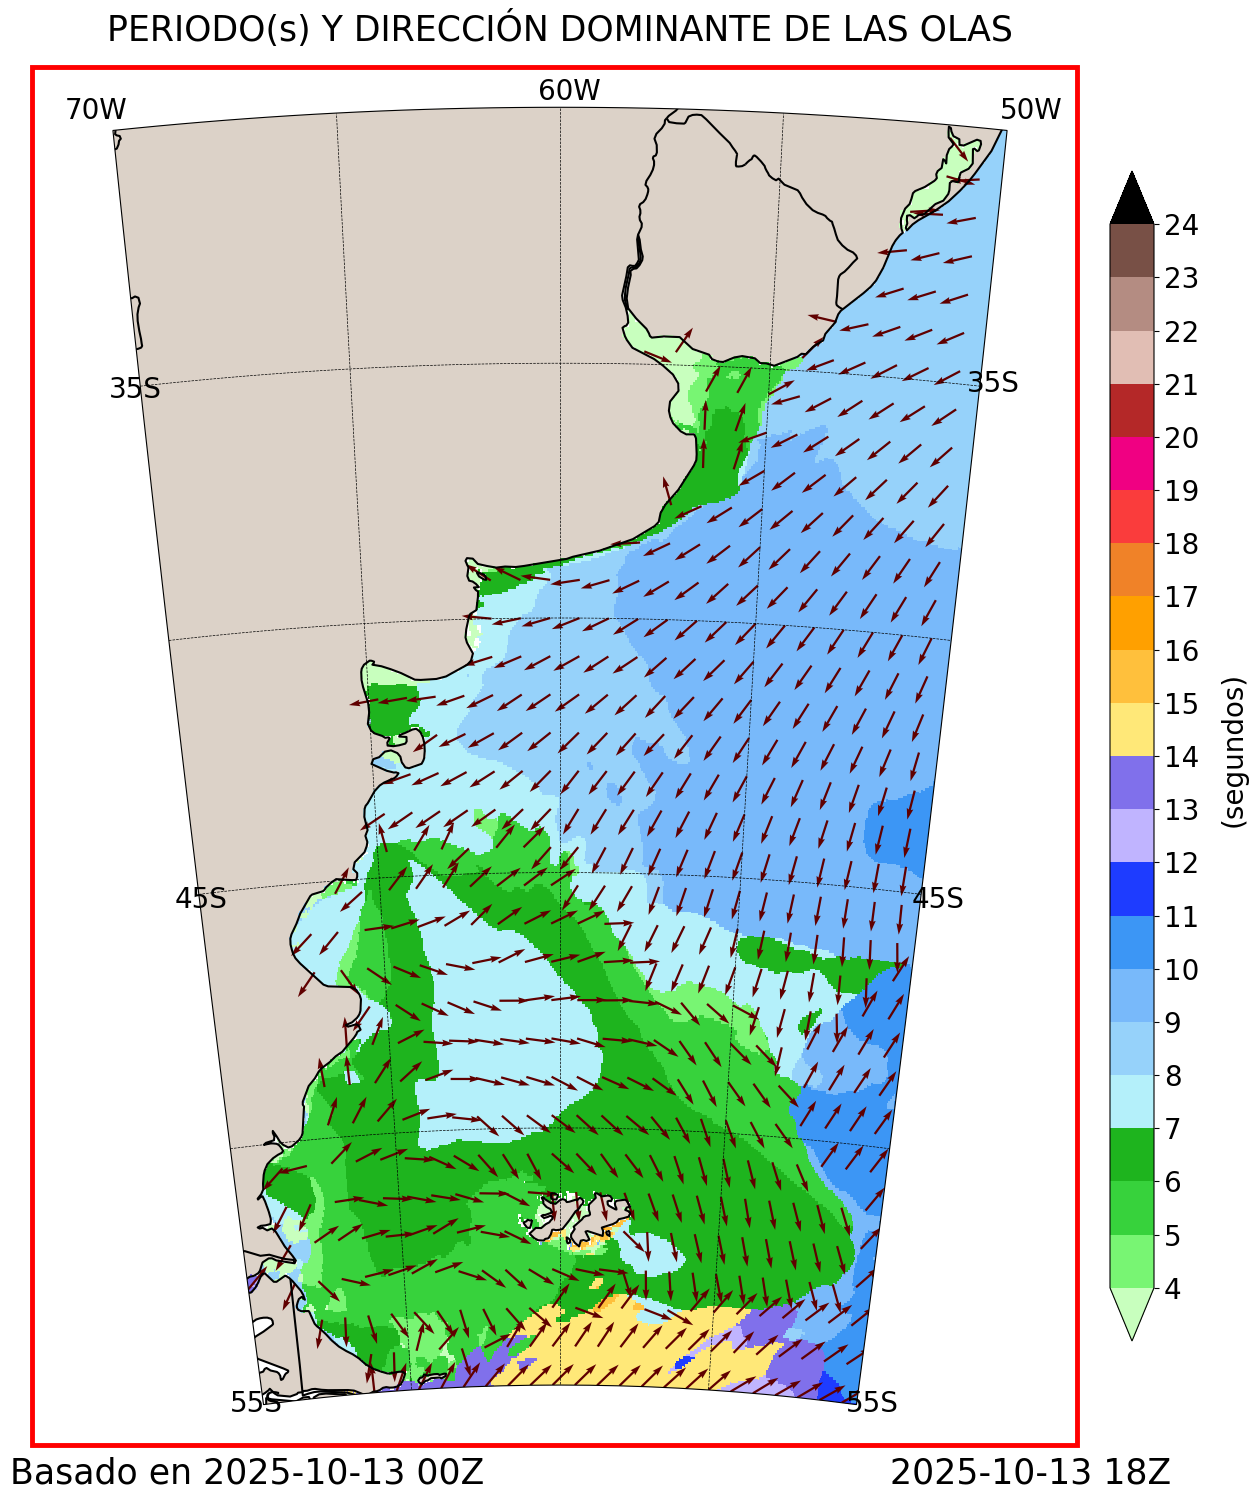 PERIODO(s) Y DIRECCIÓN DOMINANTE DE LAS OLAS
70W
60W
50W
35S
35S
45S
45S
55S
55S
24
23
22
21
20
19
18
17
16
15
14
13
12
11
10
9
8
7
6
5
4
(segundos)
Basado en 2025-10-13 00Z
2025-10-13 18Z